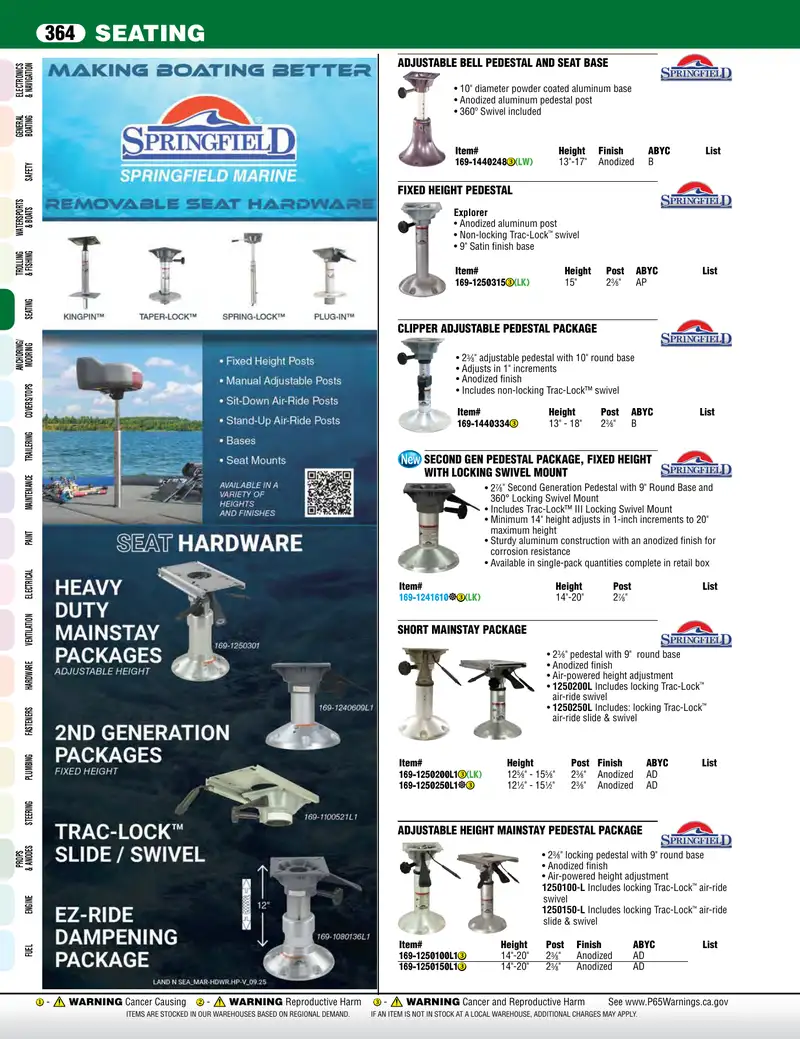 364 SEATING
ELECTRONICS
& NAVIGATION
GENERAL
BOATING
SAFETY
WATERSPORTS
& BOATS
TROLLING
& FISHING
SEATING
ANCHORING/
MOORING
COVERS/TOPS
TRAILERING
MAINTENANCE
PAINT
ELECTRICAL
VENTILATION
HARDWARE
FASTENERS
PLUMBING
STEERING
PROPS
& ANODES
ENGINE
FUEL
MAKING BOATING BETTER
SPRINGFIELD®
SPRINGFIELD MARINE
REMOVABLE SEAT HARDWARE
KINGPIN™ TAPER-LOCK™ SPRING-LOCK™ PLUG-IN™
• Fixed Height Posts
• Manual Adjustable Posts
• Sit-Down Air-Ride Posts
• Stand-Up Air-Ride Posts
• Bases
• Seat Mounts
AVAILABLE IN A
VARIETY OF
HEIGHTS
AND FINISHES
SEAT HARDWARE
HEAVY
DUTY
MAINSTAY
PACKAGES
ADJUSTABLE HEIGHT
169-1250301
169-1240609L1
2ND GENERATION
PACKAGES
FIXED HEIGHT
169-1100521L1
TRAC-LOCK™
SLIDE / SWIVEL
12"
EZ-RIDE
DAMPENING
PACKAGE
169-1080136L1
LAND N SEA_MAR-HDWR.HP-V_09.25
ADJUSTABLE BELL PEDESTAL AND SEAT BASE
SPRINGFIELD
• 10" diameter powder coated aluminum base
• Anodized aluminum pedestal post
• 360° Swivel included
Item# Height Finish ABYC List
169-1440248 3 (LW) 13"-17" Anodized B
FIXED HEIGHT PEDESTAL
SPRINGFIELD
Explorer
• Anodized aluminum post
• Non-locking Trac-Lock™ swivel
• 9" Satin finish base
Item# Height Post ABYC List
169-1250315 3 (LK) 15" 2⅜" AP
CLIPPER ADJUSTABLE PEDESTAL PACKAGE
SPRINGFIELD
• 2⅜" adjustable pedestal with 10" round base
• Adjusts in 1" increments
• Anodized finish
• Includes non-locking Trac-Lock™ swivel
Item# Height Post ABYC List
169-1440334 3 13" - 18" 2⅜" B
New SECOND GEN PEDESTAL PACKAGE, FIXED HEIGHT
WITH LOCKING SWIVEL MOUNT
SPRINGFIELD
• 2⅞" Second Generation Pedestal with 9" Round Base and
360° Locking Swivel Mount
• Includes Trac-Lock™ III Locking Swivel Mount
• Minimum 14" height adjusts in 1-inch increments to 20"
maximum height
• Sturdy aluminum construction with an anodized finish for
corrosion resistance
• Available in single-pack quantities complete in retail box
Item# Height Post List
169-1241610 3 (LK) 14"-20" 2⅞"
SHORT MAINSTAY PACKAGE
SPRINGFIELD
• 2⅜" pedestal with 9" round base
• Anodized finish
• Air-powered height adjustment
• 1250200L Includes locking Trac-Lock™
air-ride swivel
• 1250250L Includes: locking Trac-Lock™
air-ride slide & swivel
Item# Height Post Finish ABYC List
169-1250200L1 3 (LK) 12⅝" - 15⅝" 2⅜" Anodized AD
169-1250250L1 3 12½" - 15½" 2⅜" Anodized AD
ADJUSTABLE HEIGHT MAINSTAY PEDESTAL PACKAGE
SPRINGFIELD
• 2⅜" locking pedestal with 9" round base
• Anodized finish
• Air-powered height adjustment
1250100-L Includes locking Trac-Lock™ air-ride
swivel
1250150-L Includes locking Trac-Lock™ air-ride
slide & swivel
Item# Height Post Finish ABYC List
169-1250100L1 3 14"-20" 2⅜" Anodized AD
169-1250150L1 3 14"-20" 2⅜" Anodized AD
1 - WARNING Cancer Causing 2 - WARNING Reproductive Harm 3 - WARNING Cancer and Reproductive Harm See www.P65Warnings.ca.gov
ITEMS ARE STOCKED IN OUR WAREHOUSES BASED ON REGIONAL DEMAND. IF AN ITEM IS NOT IN STOCK AT A LOCAL WAREHOUSE, ADDITIONAL CHARGES MAY APPLY.